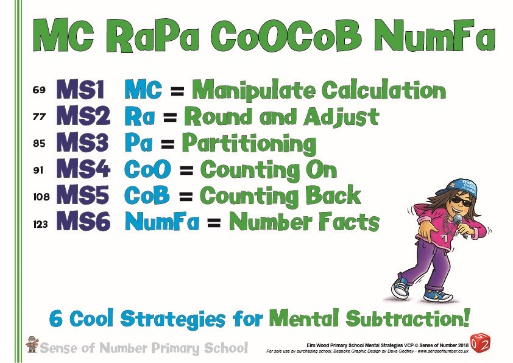 MC RaPa CoOCoB NumFa
69 MS1 MC = Manipulate Calculation
77 MS2 Ra = Round and Adjust
85 MS3 Pa = Partitioning
91 MS4 CoO = Counting On
108 MS5 CoB = Counting Back
123 MS6 NumFa = Number Facts
6 Cool Strategies for Mental Subtraction!
Sense of Number Primary School
Elm Wood Primary School Mental Strategies VCP © Sense of Number 2018
For sole use by purchasing school. Bespoke Graphic Design by Dave Godfrey - www.senseofnumber.co.uk
02